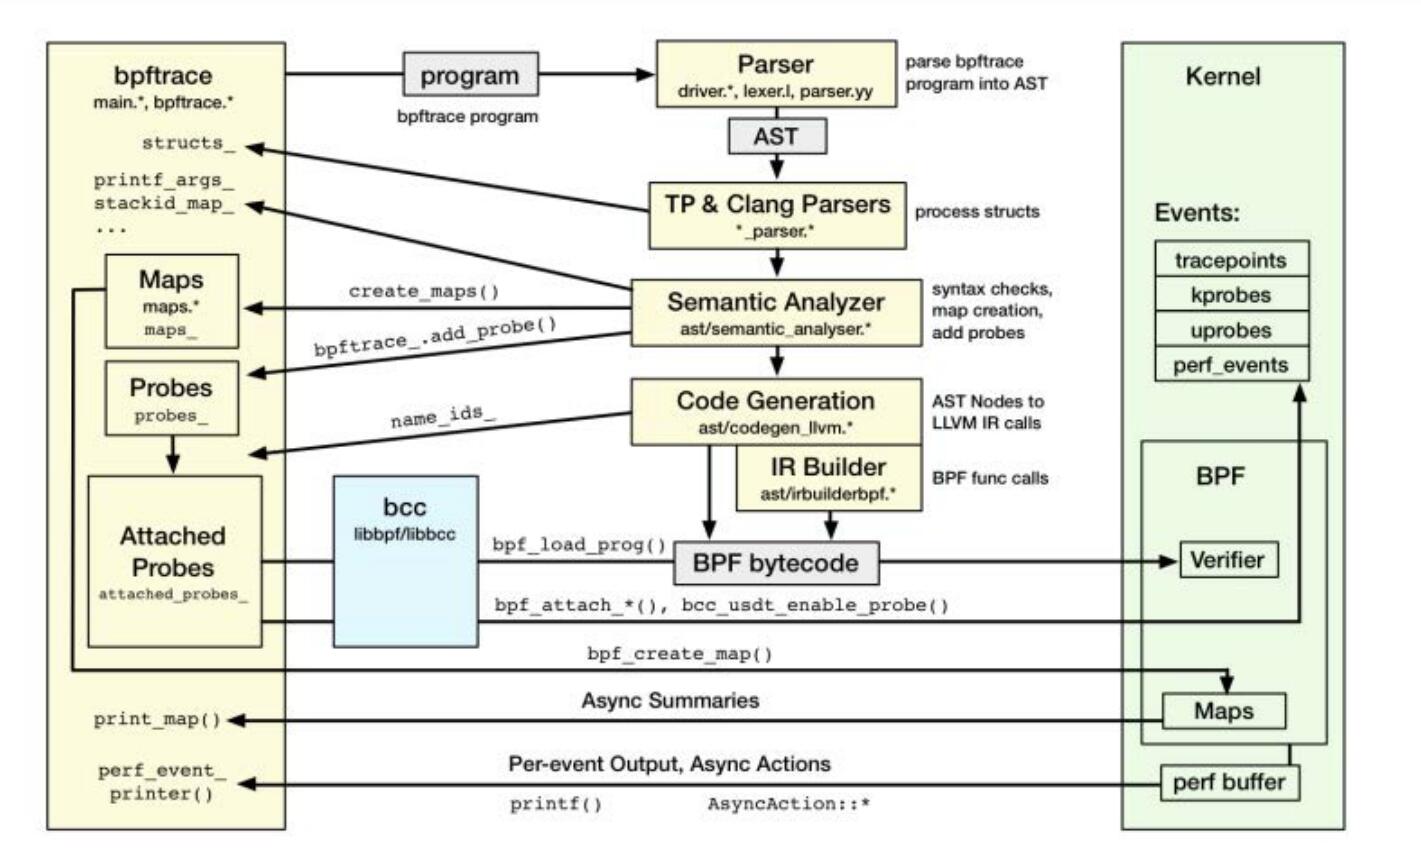 bpftrace
main.*, bpftrace.*
structs_
printf_args_
stackid_map_
...
Maps
maps.*
maps_
Probes
probes_
Attached
Probes
attached_probes_
print_map()
perf_event_
printer()
program
bpftrace program
Parser
driver.*, lexer.l, parser.yy
parse bpftrace
program into AST
AST
TP & Clang Parsers
*_parser.*
process structs
create_maps()
bpftrace_.add_probe()
Semantic Analyzer
ast/semantic_analyser.*
syntax checks,
map creation,
add probes
name_ids_
Code Generation
ast/codegen_llvm.*
AST Nodes to
LLVM IR calls
IR Builder
ast/irbuilderbpf.*
BPF func calls
bcc
libbpf/libbcc
bpf_load_prog()
BPF bytecode
bpf_attach_*(), bcc_usdt_enable_probe()
bpf_create_map()
Async Summaries
Per-event Output, Async Actions
printf() AsyncAction::*
Kernel
Events:
tracepoints
kprobes
uprobes
perf_events
BPF
Verifier
Maps
perf buffer